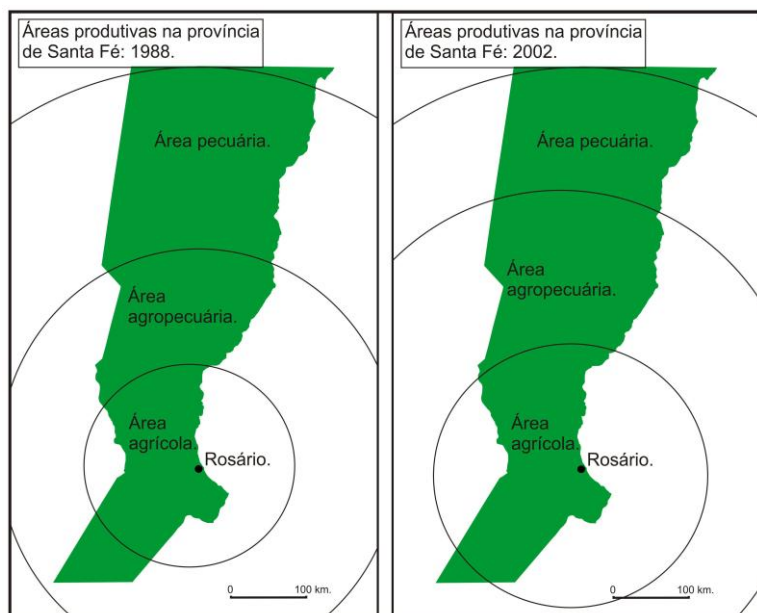 Áreas produtivas na província
de Santa Fé: 1988.
Área pecuária.
Área
agropecuária.
Área
agrícola.
Rosário.
0 100 km.
Áreas produtivas na província
de Santa Fé: 2002.
Área pecuária.
Área
agropecuária.
Área
agrícola.
Rosário.
0 100 km.